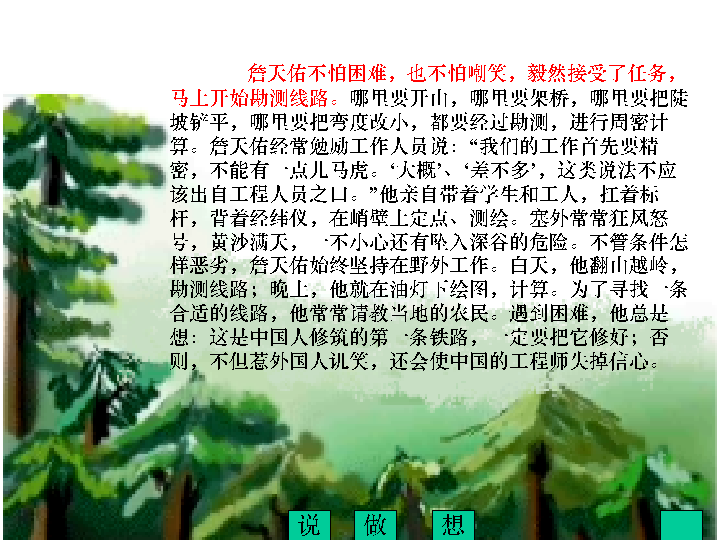 詹天佑不怕困难，也不怕嘲笑，毅然接受了任务，
马上开始勘测线路。哪里要开山，哪里要架桥，哪里要把陡
坡铲平，哪里要把弯度改小，都要经过勘测，进行周密计
算。詹天佑经常勉励工作人员说：“我们的工作首先要精
密，不能有一点儿马虎。‘大概’、‘差不多’，这类说法不应
该出自工程人员之口。”他亲自带着学生和工人，扛着标
杆，背着经纬仪，在峭壁上定点、测绘。塞外常常狂风怒
号，黄沙满天，一不小心还有坠入深谷的危险。不管条件怎
样恶劣，詹天佑始终坚持在野外工作。白天，他翻山越岭，
勘测线路；晚上，他就在油灯下绘图，计算。为了寻找一条
合适的线路，他常常请教当地的农民。遇到困难，他总是
想：这是中国人修筑的第一条铁路，一定要把它修好；否
则，不但惹外国人讥笑，还会使中国的工程师失掉信心。
说 做 想